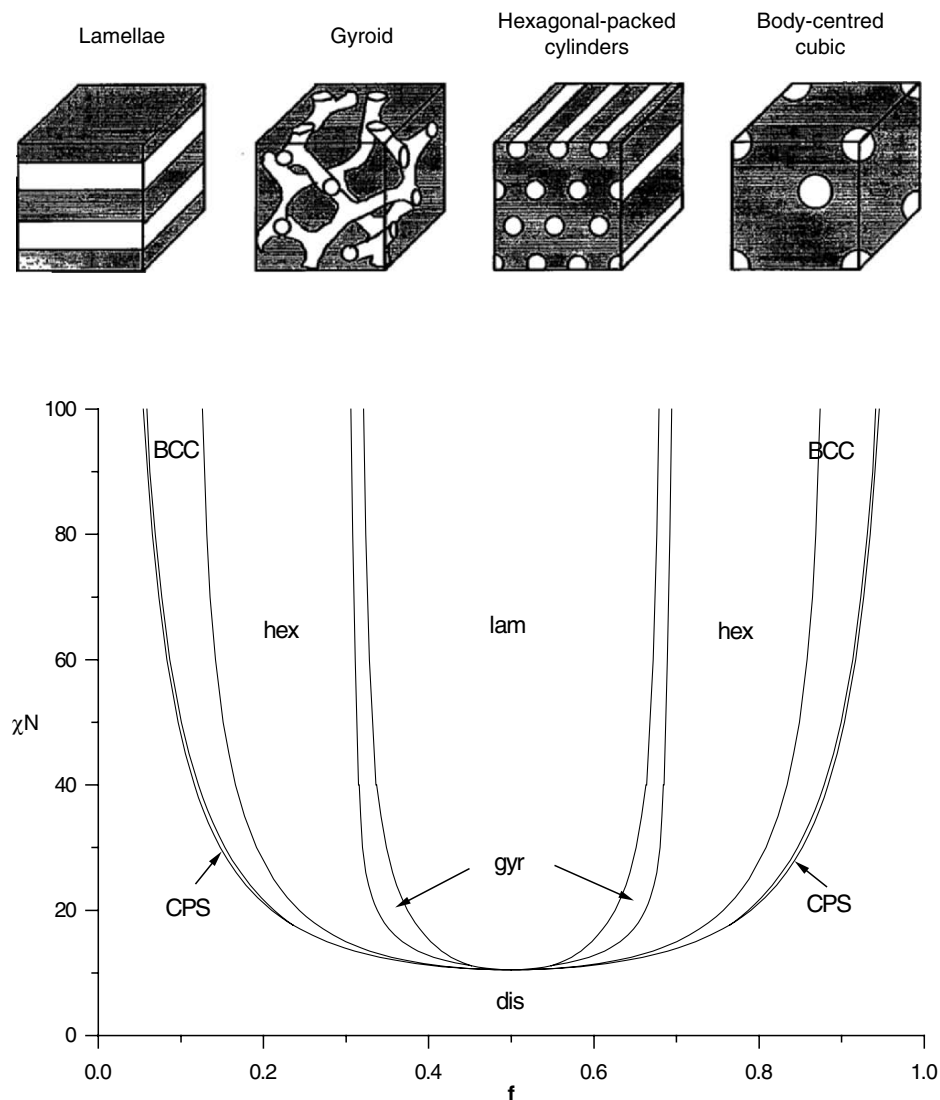 Lamellae
Gyroid
Hexagonal-packed
cylinders
Body-centred
cubic
100
80
60
40
20
0
χN
BCC
BCC
hex
lam
hex
gyr
CPS
CPS
dis
0.0
0.2
0.4
0.6
0.8
1.0
f